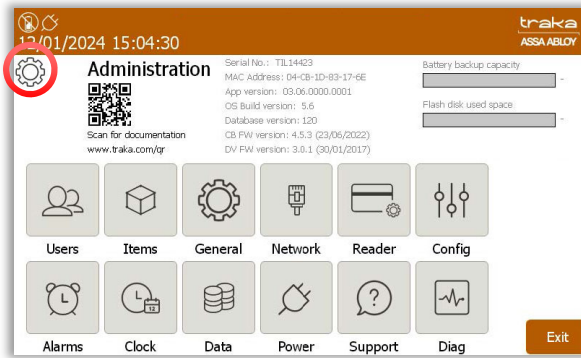 traka
ASSA ABLOY
12/01/2024 15:04:30
Administration
Scan for documentation
www.traka.com/qr
Serial No.: TIL14423
MAC Address: 04-CB-1D-83-17-6E
App version: 03.06.0000.0001
OS Build version: 5.6
Database version: 120
CB FW version: 4.5.3 (23/06/2022)
DV FW version: 3.0.1 (30/01/2017)
Battery backup capacity
-
Flash disk used space
-
Users
Items
General
Network
Reader
Config
Alarms
Clock
12
Data
Power
Support
Diag
Exit